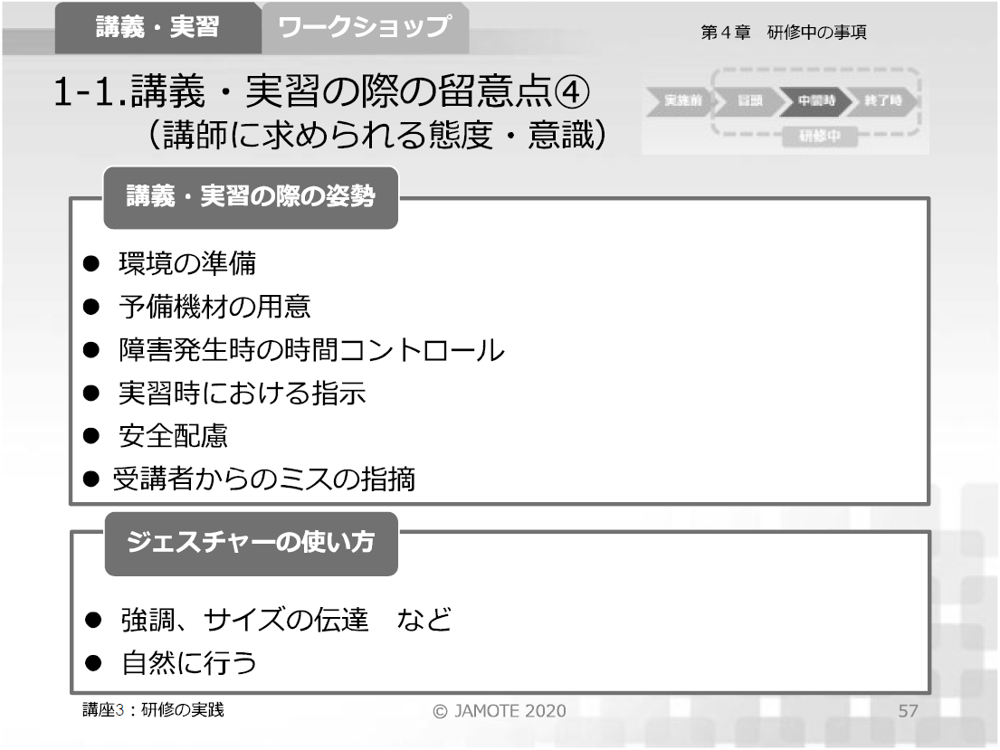 講義・実習
ワークショップ
第４章　研修中の事項
1-1.講義・実習の際の留意点④
（講師に求められる態度・意識）
実施前
冒頭
中間時
終了時
研修中
講義・実習の際の姿勢
● 環境の準備
● 予備機材の用意
● 障害発生時の時間コントロール
● 実習時における指示
● 安全配慮
● 受講者からのミスの指摘
ジェスチャーの使い方
● 強調、サイズの伝達　など
● 自然に行う
講座3：研修の実践
© JAMOTE 2020
57